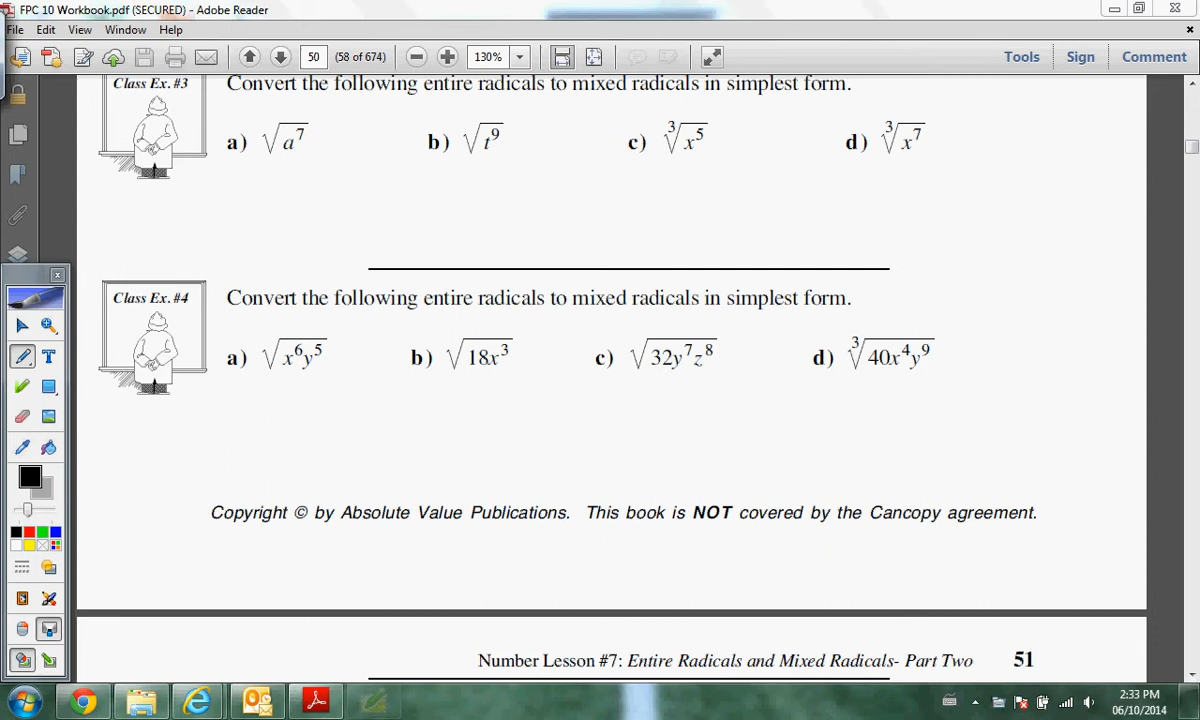 FPC 10 Workbook.pdf (SECURED) - Adobe Reader
File Edit View Window Help
50 (58 of 674) 130% Tools Sign Comment
Class Ex. #3 Convert the following entire radicals to mixed radicals in simplest form.
a) √a⁷ b) √t⁹ c) ³√x⁵ d) ³√x⁷
Class Ex. #4 Convert the following entire radicals to mixed radicals in simplest form.
a) √x⁶y⁵ b) √18x³ c) √32y⁷z⁸ d) ³√40x⁴y⁹
Copyright © by Absolute Value Publications. This book is NOT covered by the Cancopy agreement.
Number Lesson #7: Entire Radicals and Mixed Radicals- Part Two 51
2:33 PM
06/10/2014